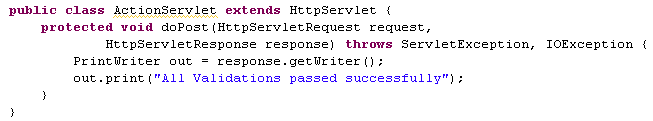 public class ActionServlet extends HttpServlet {
    protected void doPost(HttpServletRequest request,
            HttpServletResponse response) throws ServletException, IOException {
        PrintWriter out = response.getWriter();
        out.print("All Validations passed successfully");
    }
}